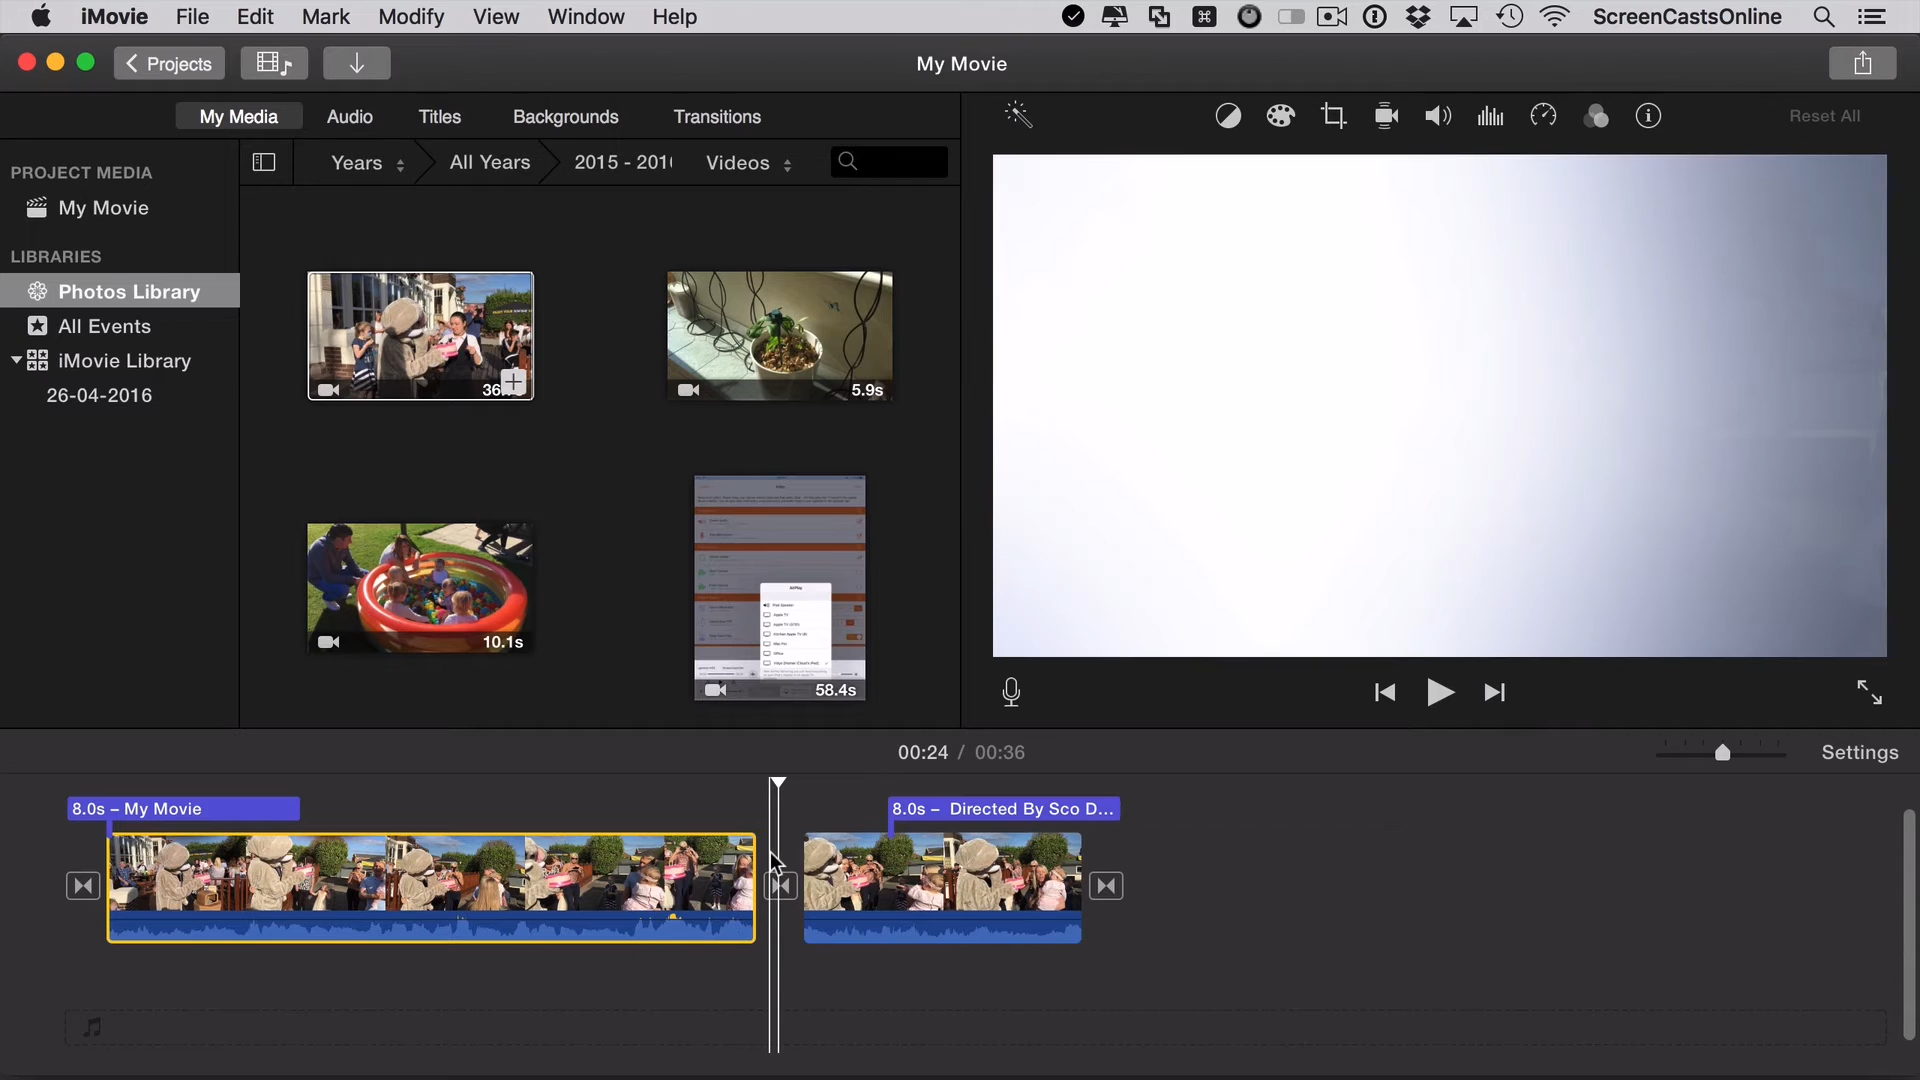 iMovie File Edit Mark Modify View Window Help ScreenCastsOnline
Projects My Movie
My Media Audio Titles Backgrounds Transitions Reset All
PROJECT MEDIA
My Movie
LIBRARIES
Photos Library
All Events
iMovie Library
26-04-2016
Years All Years 2015 - 201 Videos
36.
5.9s
10.1s
58.4s
00:24 / 00:36 Settings
8.0s – My Movie
8.0s – Directed By Sco D...